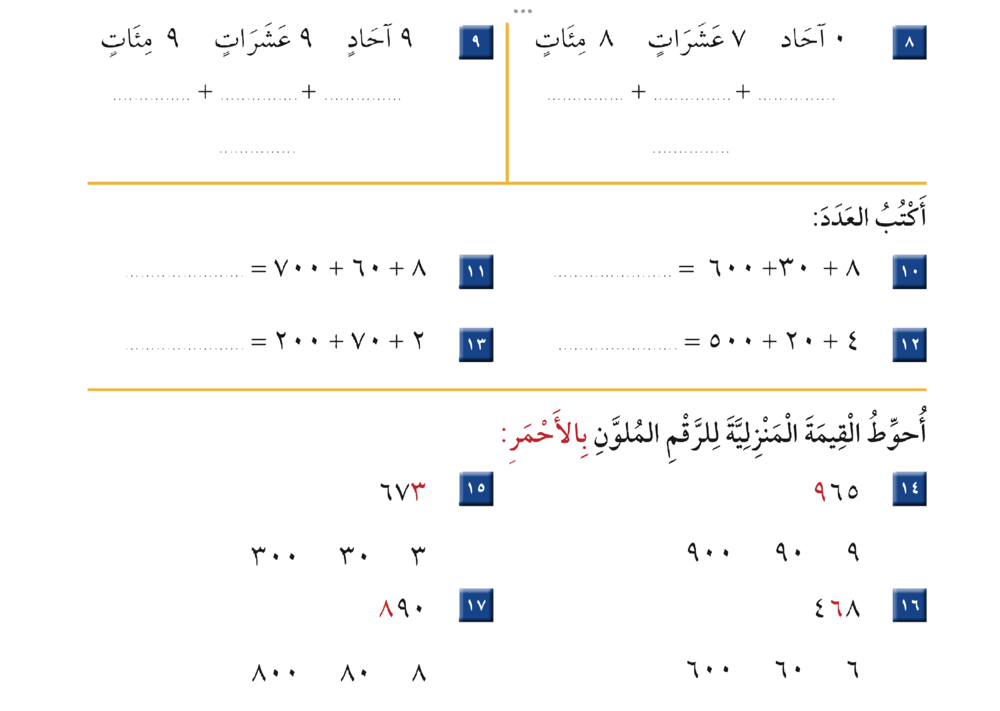 ٨ ٠ آحَاد ٧ عَشَرَاتٍ ٨ مِئَاتٍ
٩ ٩ آحَادٍ ٩ عَشَرَاتٍ ٩ مِئَاتٍ
............... + ............... + ...............
............... + ............... + ...............
...............
...............
أَكْتُبُ العَدَدَ:
١٠ ٨ + ٣٠ + ٦٠٠ = .......................
١١ ٨ + ٦٠ + ٧٠٠ = .......................
١٢ ٤ + ٢٠ + ٥٠٠ = .......................
١٣ ٢ + ٧٠ + ٢٠٠ = .......................
أُحَوِّطُ الْقِيمَةَ الْمَنْزِلِيَّةَ لِلرَّقْمِ المُلوَّنِ بِالأَحْمَرِ:
١٤ ٩٦٥
١٥ ٦٧٣
٩ ٩٠ ٩٠٠
٣ ٣٠ ٣٠٠
١٦ ٤٦٨
١٧ ٨٩٠
٦ ٦٠ ٦٠٠
٨ ٨٠ ٨٠٠